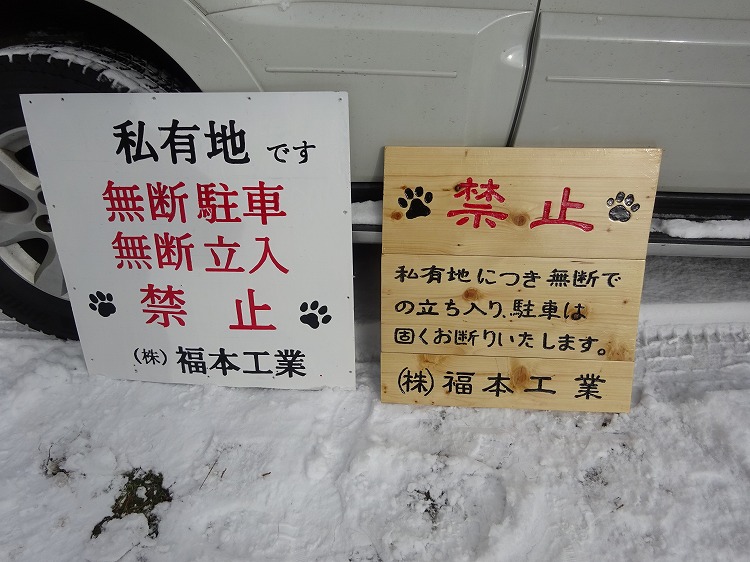 私有地です
無断駐車
無断立入
禁止
(株)福本工業
禁止
私有地につき無断で
の立ち入り、駐車は
固くお断りいたします。
(株)福本工業